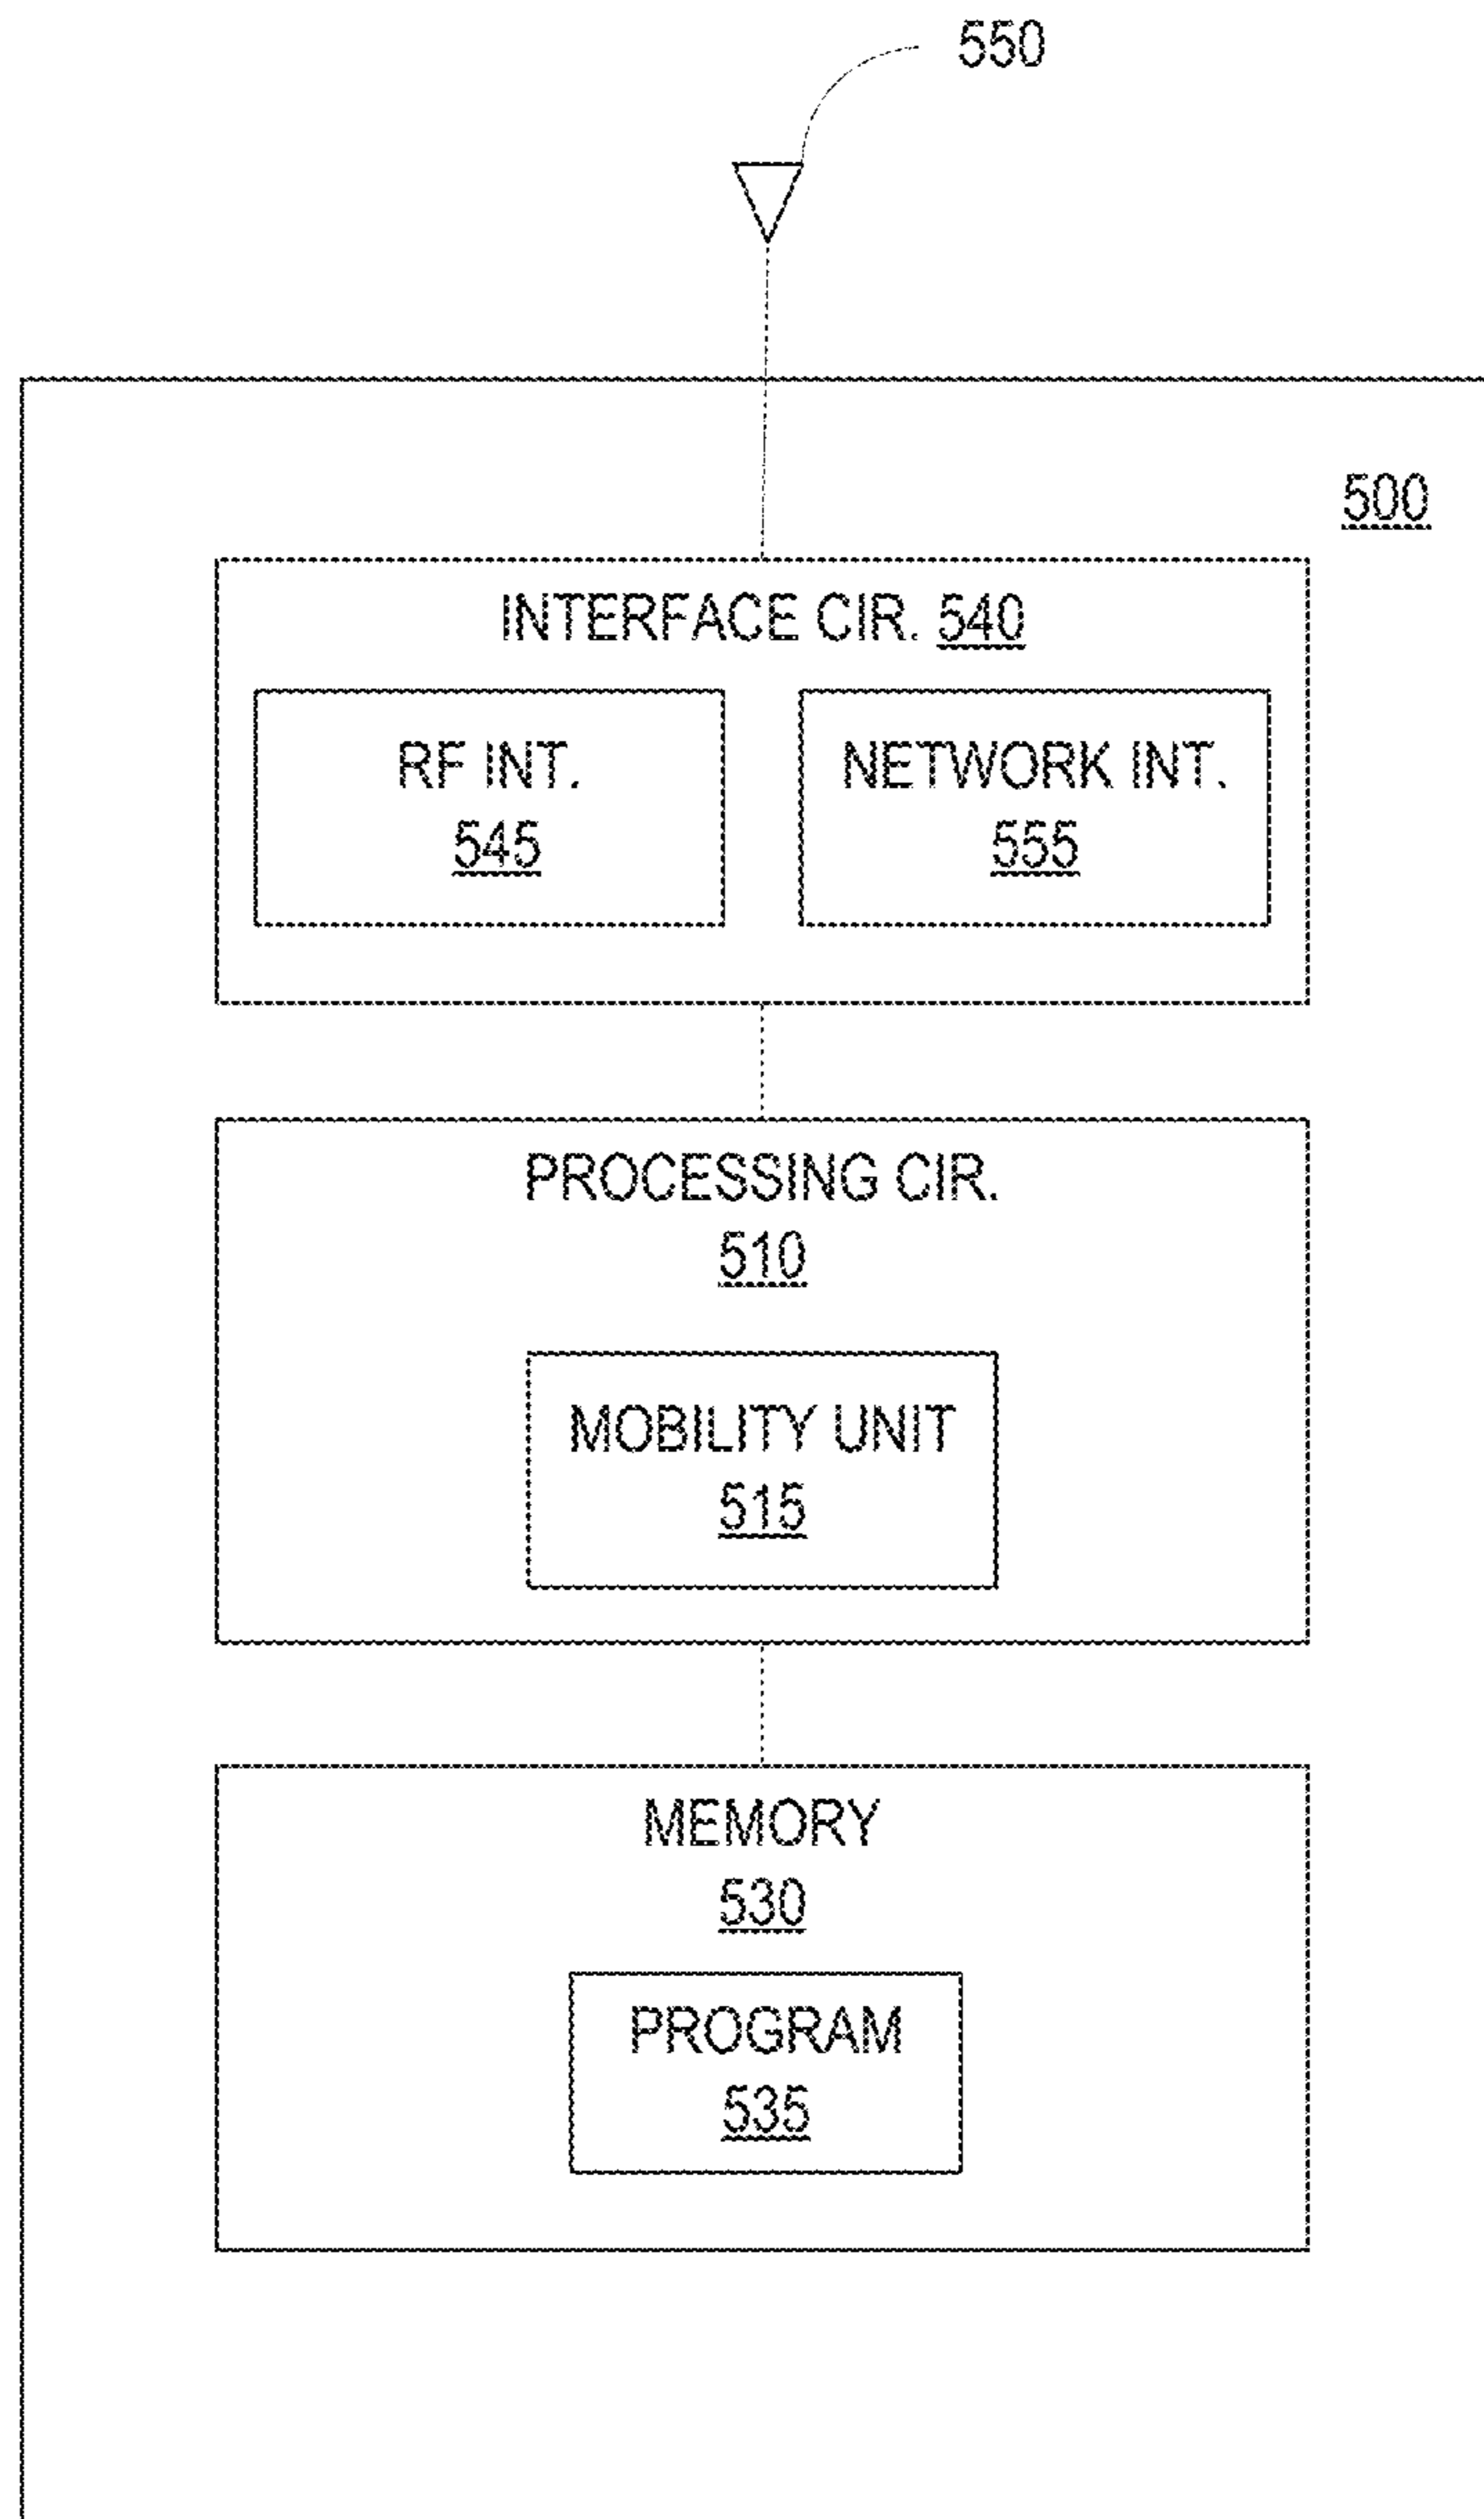 550
500
INTERFACE CIR. 540
RF INT.
545
NETWORK INT.
555
PROCESSING CIR.
510
MOBILITY UNIT
515
MEMORY
530
PROGRAM
535